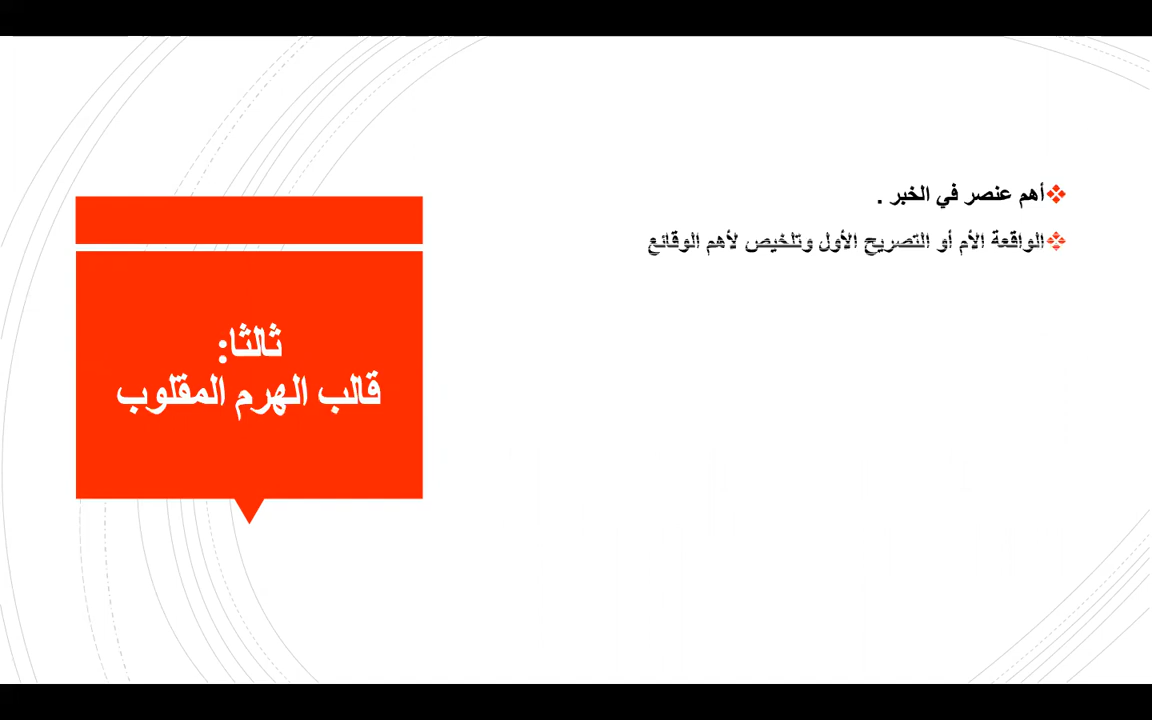 ثالثا:
قالب الهرم المقلوب
أهم عنصر في الخبر .
الواقعة الأم أو التصريح الأول وتلخيص لأهم الوقائع